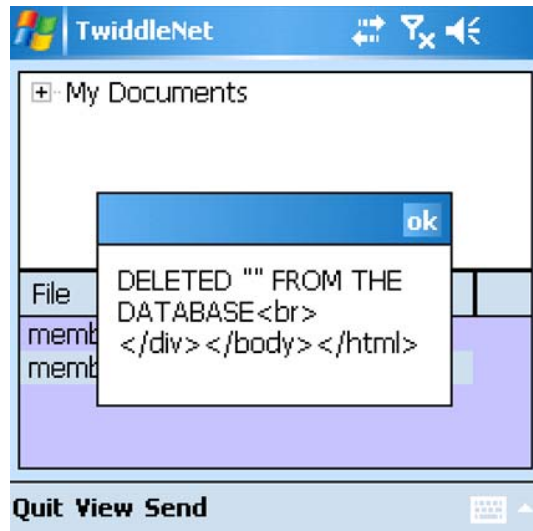 TwiddleNet
My Documents
ok
DELETED "" FROM THE
DATABASE<br>
</div></body></html>
File
Quit View Send